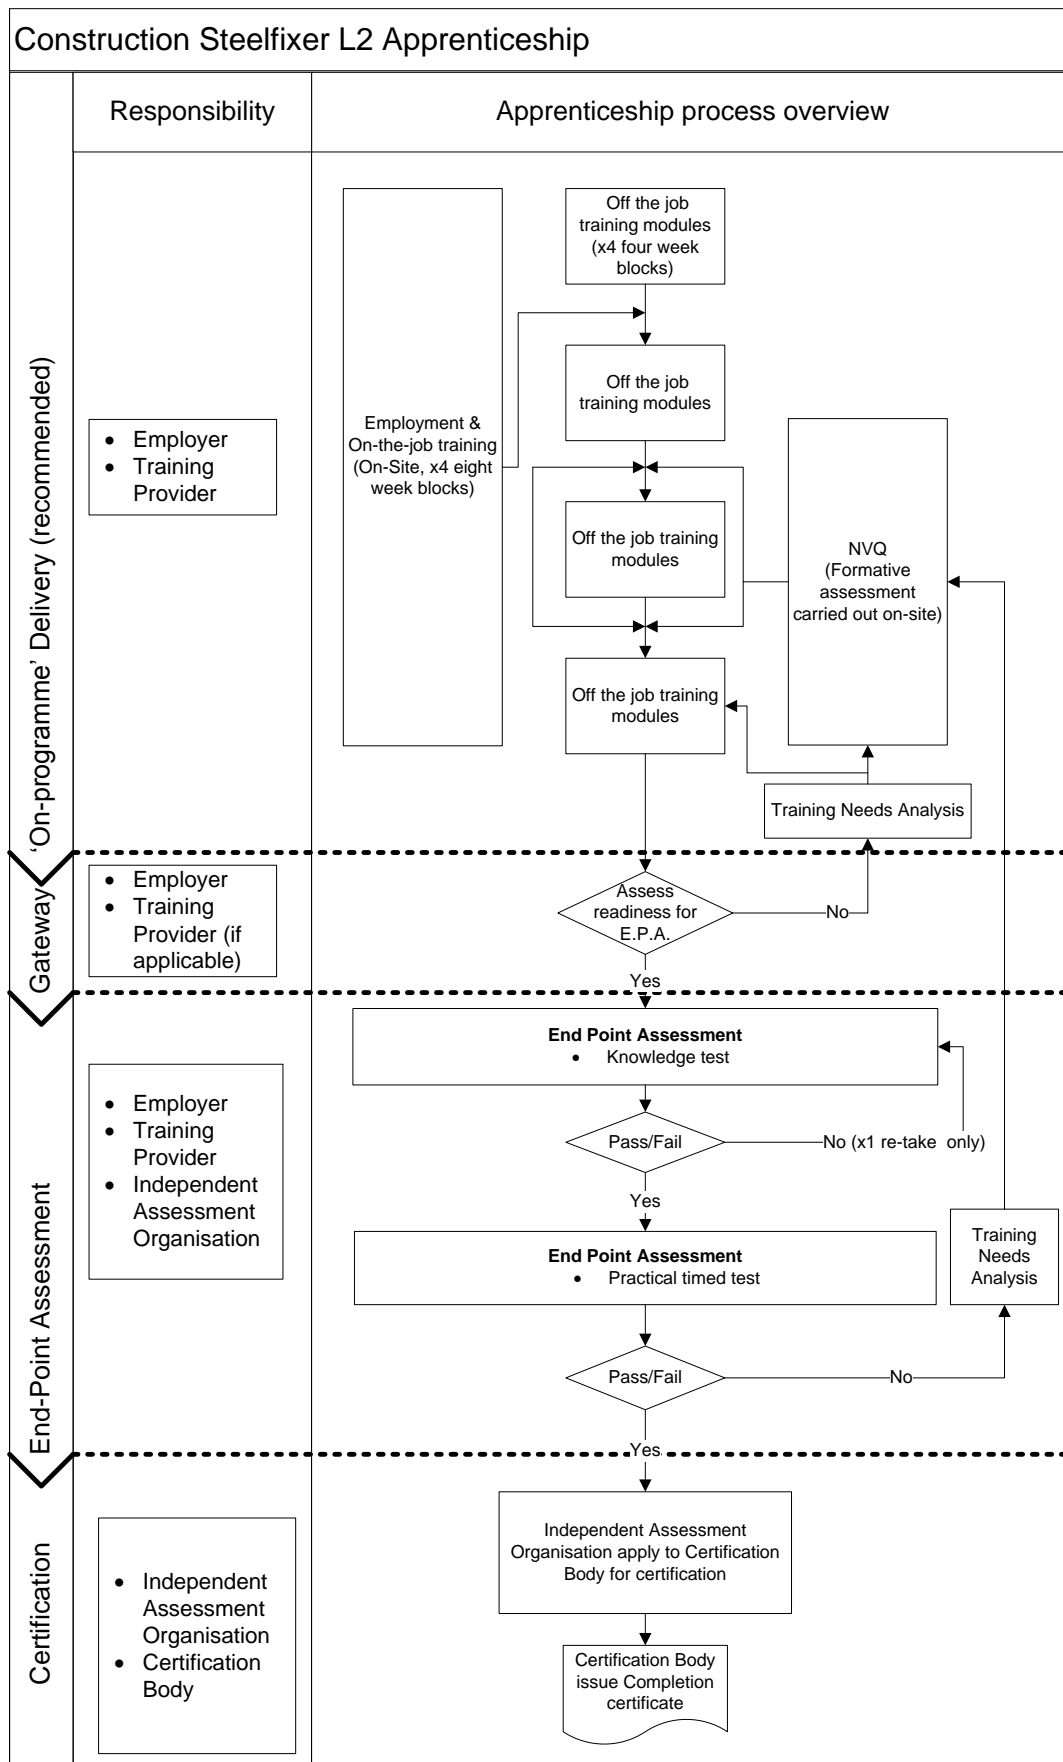 Construction Steelfixer L2 Apprenticeship
Responsibility
Apprenticeship process overview
'On-programme' Delivery (recommended)
• Employer
• Training
Provider
Employment &
On-the-job training
(On-Site, x4 eight
week blocks)
Off the job
training modules
(x4 four week
blocks)
Off the job
training modules
Off the job training
modules
Off the job training
modules
NVQ
(Formative
assessment
carried out on-site)
Training Needs Analysis
Gateway
• Employer
• Training
Provider (if
applicable)
Assess
readiness for
E.P.A.
No
Yes
End-Point Assessment
• Employer
• Training
Provider
• Independent
Assessment
Organisation
End Point Assessment
• Knowledge test
Pass/Fail
No (x1 re-take only)
Yes
End Point Assessment
• Practical timed test
Training
Needs
Analysis
Pass/Fail
No
Yes
Certification
• Independent
Assessment
Organisation
• Certification
Body
Independent Assessment
Organisation apply to Certification
Body for certification
Certification Body
issue Completion
certificate